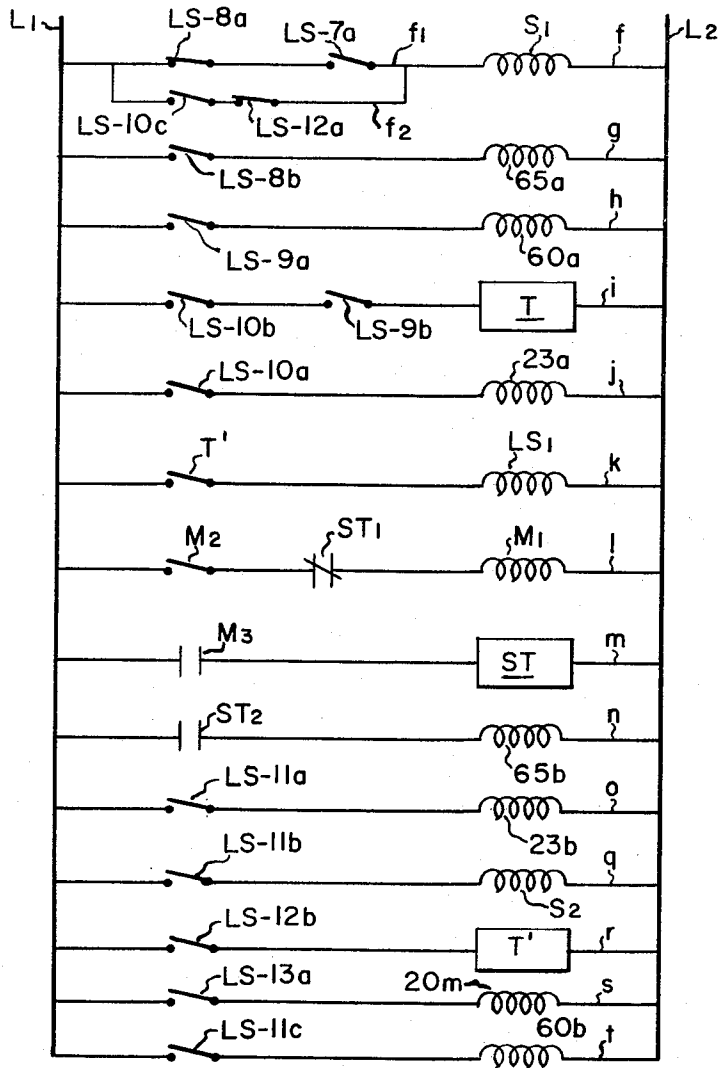 L1 LS-8a LS-7a f1 S1 f L2
LS-10c LS-12a f2
LS-8b 65a g
LS-9a 60a h
LS-10b LS-9b T i
LS-10a 23a j
T' LS1 k
M2 ST1 M1 l
M3 ST m
ST2 65b n
LS-11a 23b o
LS-11b S2 q
LS-12b T' r
LS-13a 20m s
LS-11c 60b t